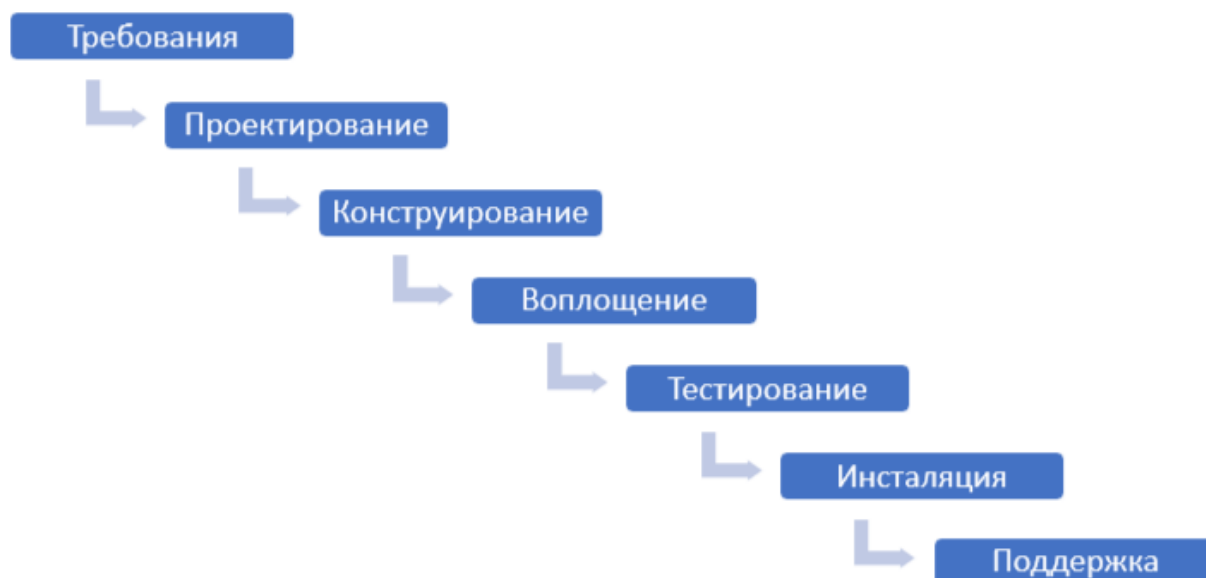 Требования
Проектирование
Конструирование
Воплощение
Тестирование
Инсталяция
Поддержка